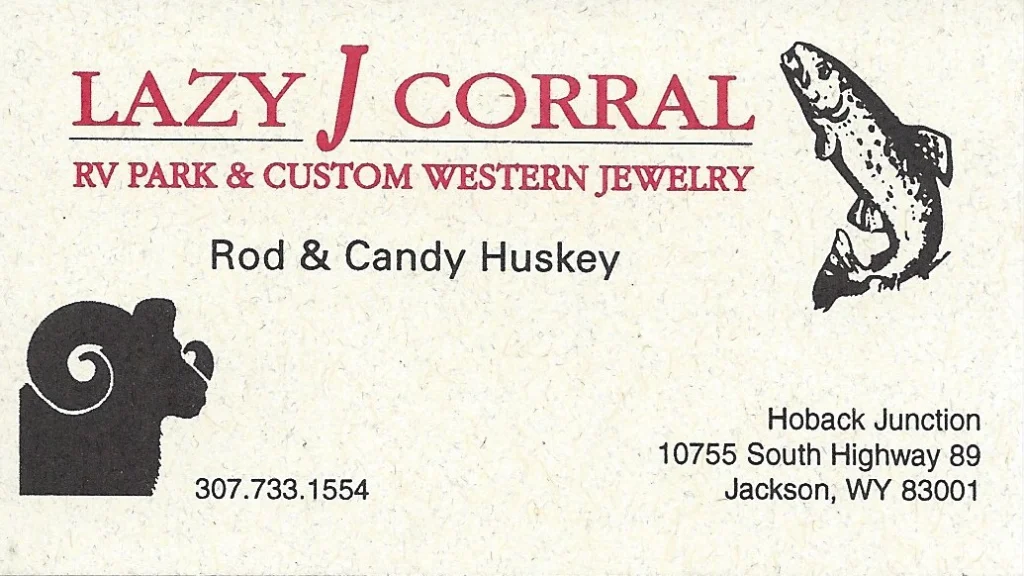 LAZY J CORRAL
RV PARK & CUSTOM WESTERN JEWELRY
Rod & Candy Huskey
307.733.1554
Hoback Junction
10755 South Highway 89
Jackson, WY 83001